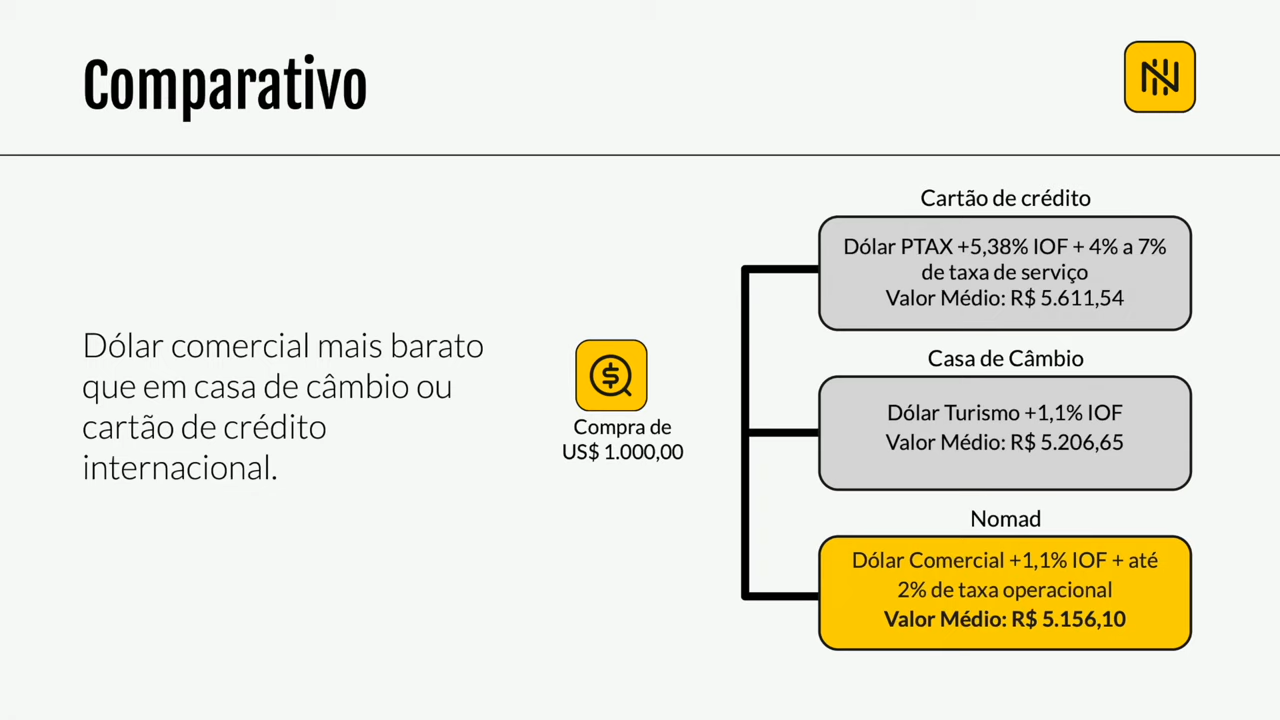 Comparativo
Dólar comercial mais barato
que em casa de câmbio ou
cartão de crédito
internacional.
Compra de
US$ 1.000,00
Cartão de crédito
Dólar PTAX +5,38% IOF + 4% a 7%
de taxa de serviço
Valor Médio: R$ 5.611,54
Casa de Câmbio
Dólar Turismo +1,1% IOF
Valor Médio: R$ 5.206,65
Nomad
Dólar Comercial +1,1% IOF + até
2% de taxa operacional
Valor Médio: R$ 5.156,10